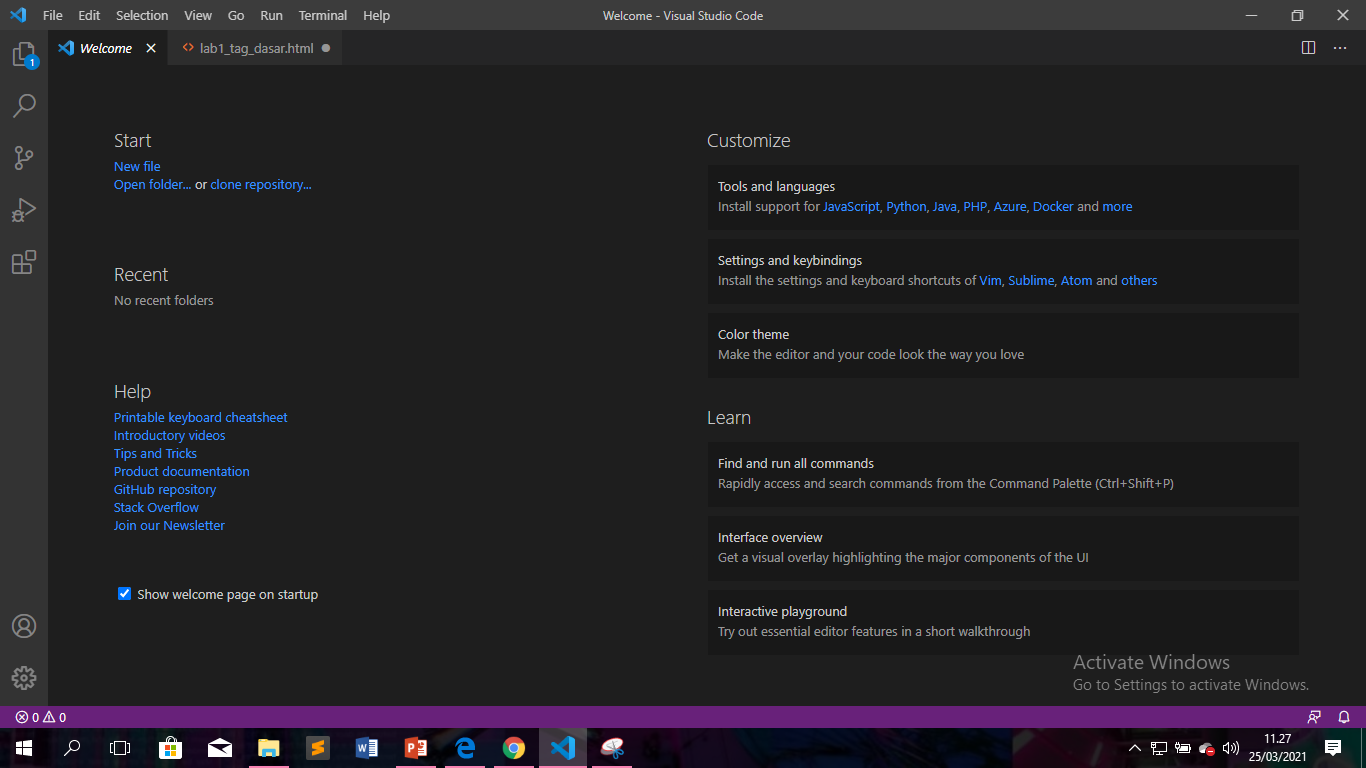 File Edit Selection View Go Run Terminal Help
Welcome - Visual Studio Code
Welcome
lab1_tag_dasar.html
1
Start
New file
Open folder... or clone repository...
Recent
No recent folders
Help
Printable keyboard cheatsheet
Introductory videos
Tips and Tricks
Product documentation
GitHub repository
Stack Overflow
Join our Newsletter
Show welcome page on startup
Customize
Tools and languages
Install support for JavaScript, Python, Java, PHP, Azure, Docker and more
Settings and keybindings
Install the settings and keyboard shortcuts of Vim, Sublime, Atom and others
Color theme
Make the editor and your code look the way you love
Learn
Find and run all commands
Rapidly access and search commands from the Command Palette (Ctrl+Shift+P)
Interface overview
Get a visual overlay highlighting the major components of the UI
Interactive playground
Try out essential editor features in a short walkthrough
Activate Windows
Go to Settings to activate Windows.
0 0
11.27
25/03/2021